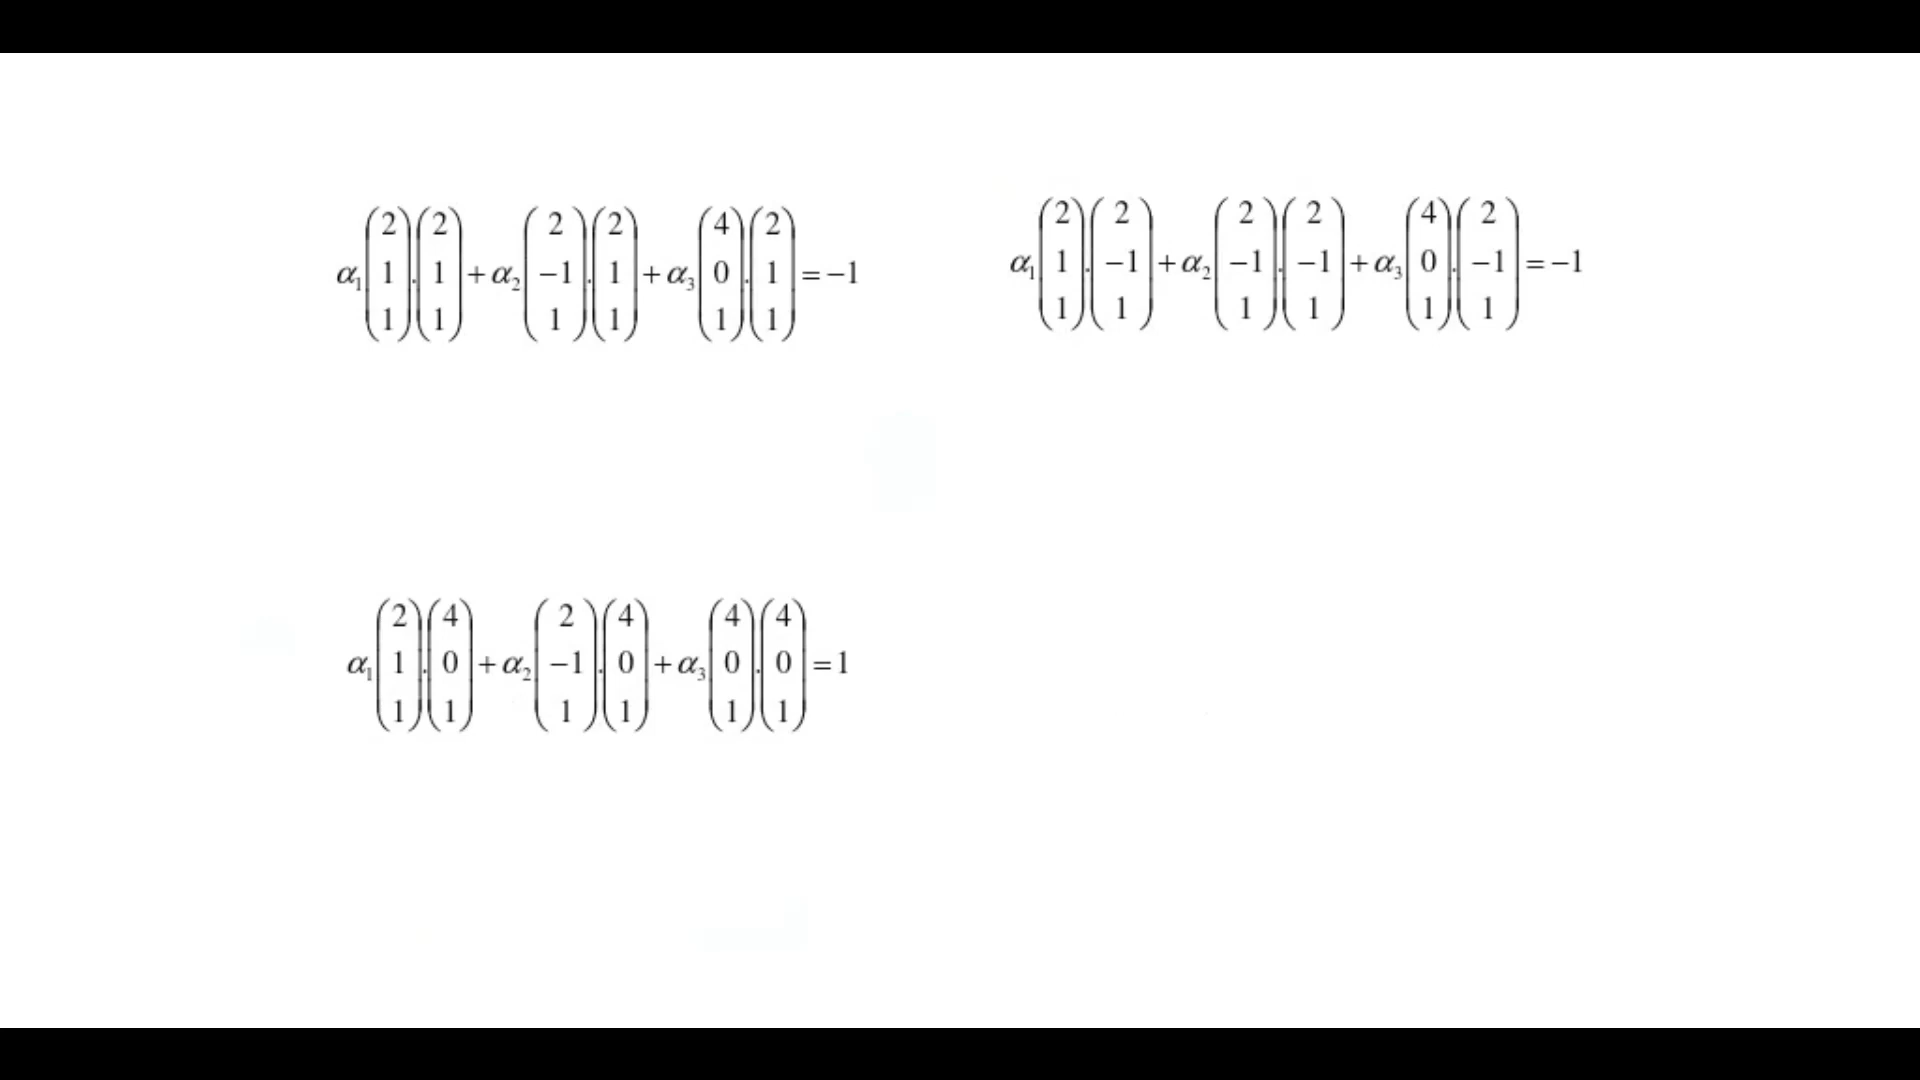 α₁(2 1 1).(2 1 1)+α₂(2 −1 1).(2 1 1)+α₃(4 0 1).(2 1 1)=−1
α₁(2 1 1).(2 −1 1)+α₂(2 −1 1).(2 −1 1)+α₃(4 0 1).(2 −1 1)=−1
α₁(2 1 1).(4 0 1)+α₂(2 −1 1).(4 0 1)+α₃(4 0 1).(4 0 1)=1